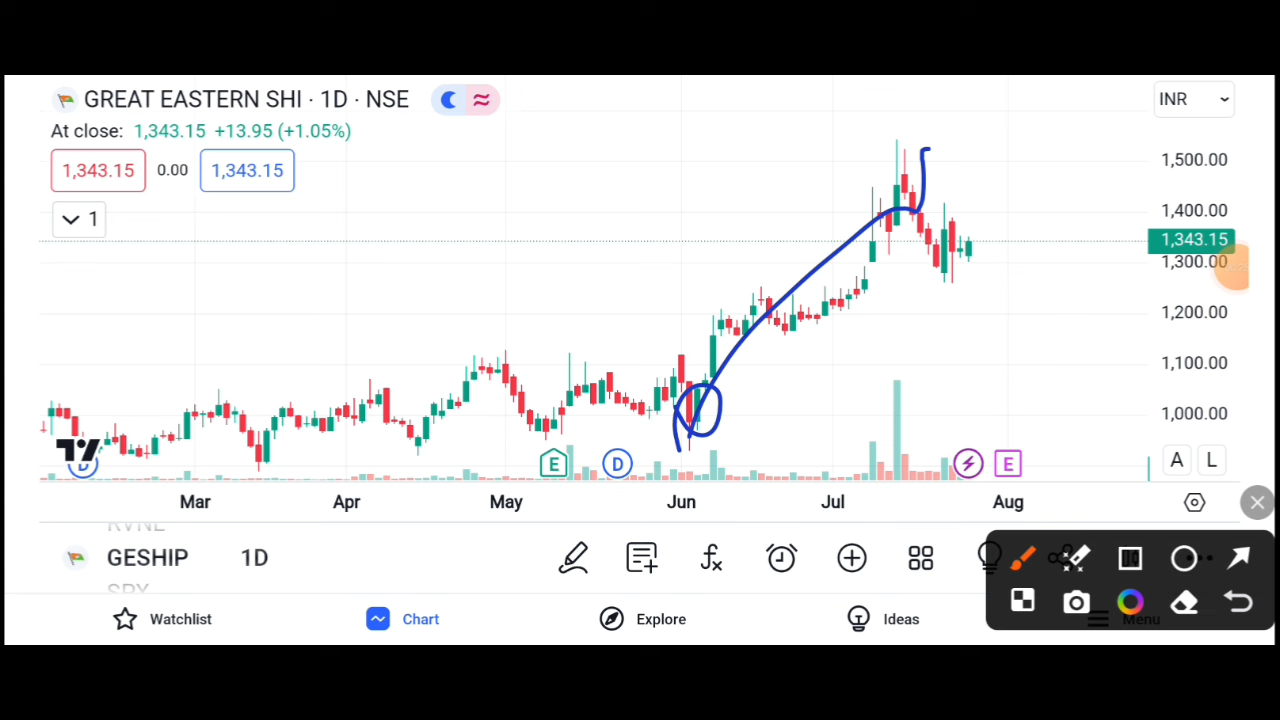 GREAT EASTERN SHI · 1D · NSE
INR
At close: 1,343.15 +13.95 (+1.05%)
1,343.15 0.00 1,343.15
1
1,500.00
1,400.00
1,343.15
1,300.00
1,200.00
1,100.00
1,000.00
D E D E A L
Mar Apr May Jun Jul Aug
RVNL
GESHIP 1D
SPY
Watchlist Chart Explore Ideas Menu